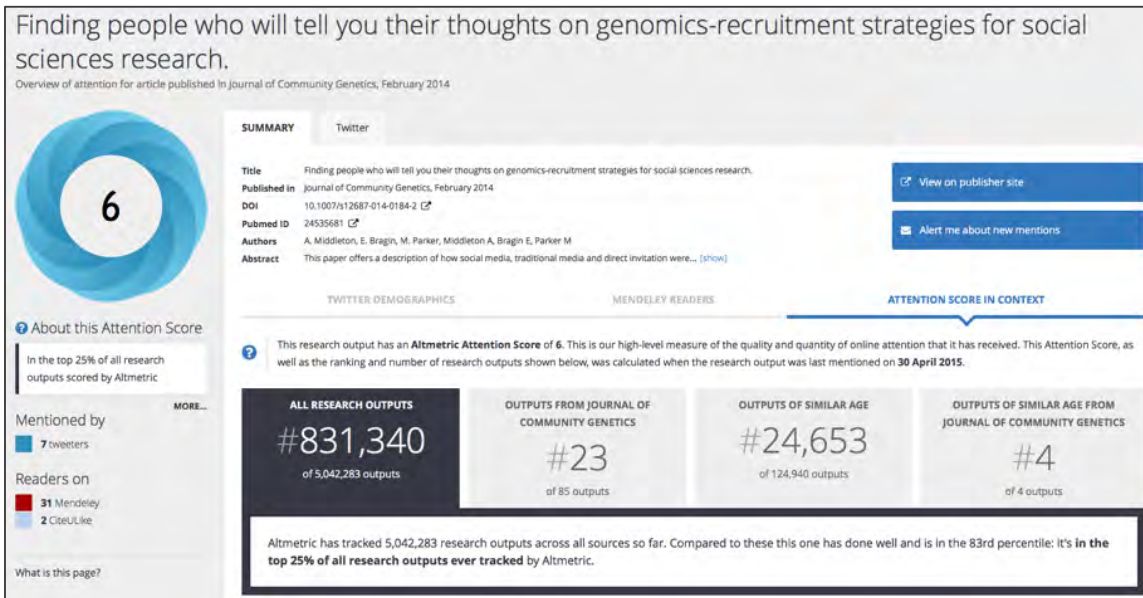 Finding people who will tell you their thoughts on genomics-recruitment strategies for social
sciences research.
Overview of attention for article published in Journal of Community Genetics, February 2014
6
About this Attention Score
In the top 25% of all research
outputs scored by Altmetric
MORE...
Mentioned by
7 tweeters
Readers on
31 Mendeley
2 CiteULike
What is this page?
SUMMARY Twitter
Title Finding people who will tell you their thoughts on genomics-recruitment strategies for social sciences research.
Published in Journal of Community Genetics, February 2014
DOI 10.1007/s12687-014-0184-2
Pubmed ID 24535681
Authors A. Middleton, E. Bragin, M. Parker, Middleton A, Bragin E, Parker M
Abstract This paper offers a description of how social media, traditional media and direct invitation were... [show]
View on publisher site
Alert me about new mentions
TWITTER DEMOGRAPHICS MENDELEY READERS ATTENTION SCORE IN CONTEXT
This research output has an Altmetric Attention Score of 6. This is our high-level measure of the quality and quantity of online attention that it has received. This Attention Score, as
well as the ranking and number of research outputs shown below, was calculated when the research output was last mentioned on 30 April 2015.
ALL RESEARCH OUTPUTS
#831,340
of 5,042,283 outputs
OUTPUTS FROM JOURNAL OF
COMMUNITY GENETICS
#23
of 85 outputs
OUTPUTS OF SIMILAR AGE
#24,653
of 124,940 outputs
OUTPUTS OF SIMILAR AGE FROM
JOURNAL OF COMMUNITY GENETICS
#4
of 4 outputs
Altmetric has tracked 5,042,283 research outputs across all sources so far. Compared to these this one has done well and is in the 83rd percentile: it's in the
top 25% of all research outputs ever tracked by Altmetric.